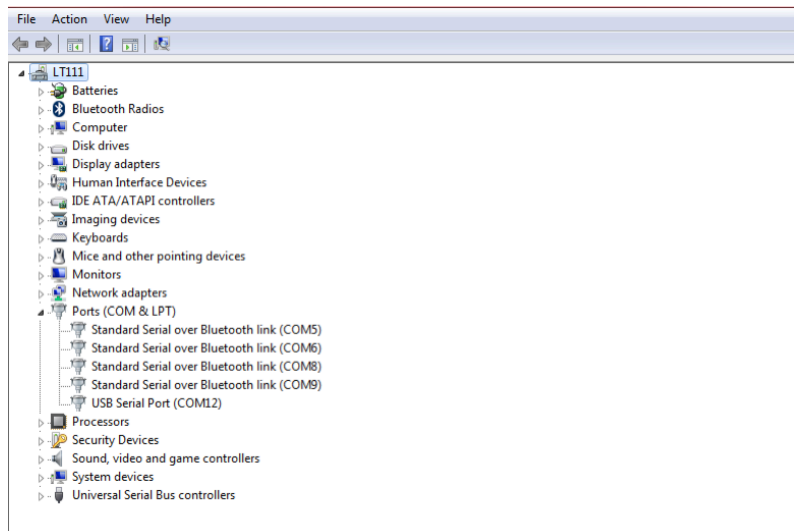 File Action View Help
LT111
Batteries
Bluetooth Radios
Computer
Disk drives
Display adapters
Human Interface Devices
IDE ATA/ATAPI controllers
Imaging devices
Keyboards
Mice and other pointing devices
Monitors
Network adapters
Ports (COM & LPT)
Standard Serial over Bluetooth link (COM5)
Standard Serial over Bluetooth link (COM6)
Standard Serial over Bluetooth link (COM8)
Standard Serial over Bluetooth link (COM9)
USB Serial Port (COM12)
Processors
Security Devices
Sound, video and game controllers
System devices
Universal Serial Bus controllers